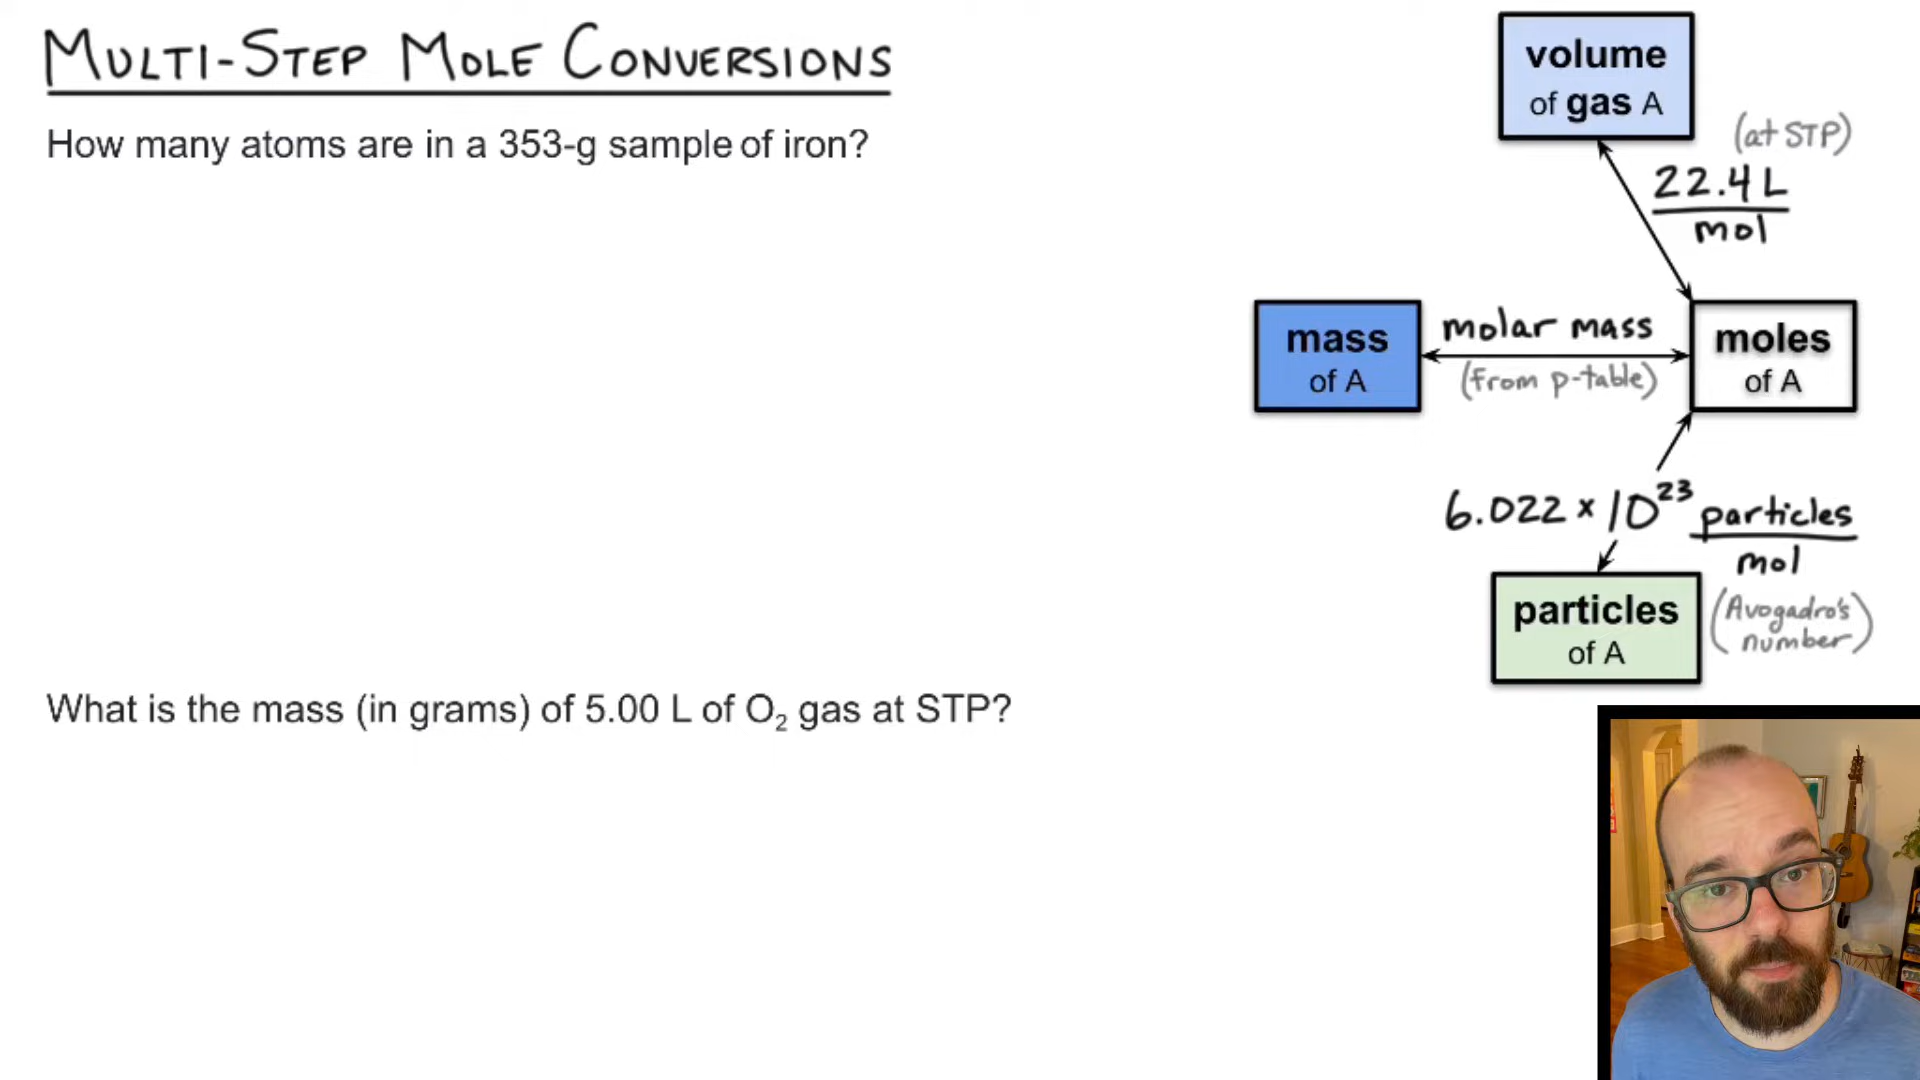 MULTI-STEP MOLE CONVERSIONS
How many atoms are in a 353-g sample of iron?
volume
of gas A
(at STP)
22.4 L
mol
mass
of A
molar mass
(from p-table)
moles
of A
6.022 × 10²³ particles
mol
particles
of A
(Avogadro's
number)
What is the mass (in grams) of 5.00 L of O₂ gas at STP?